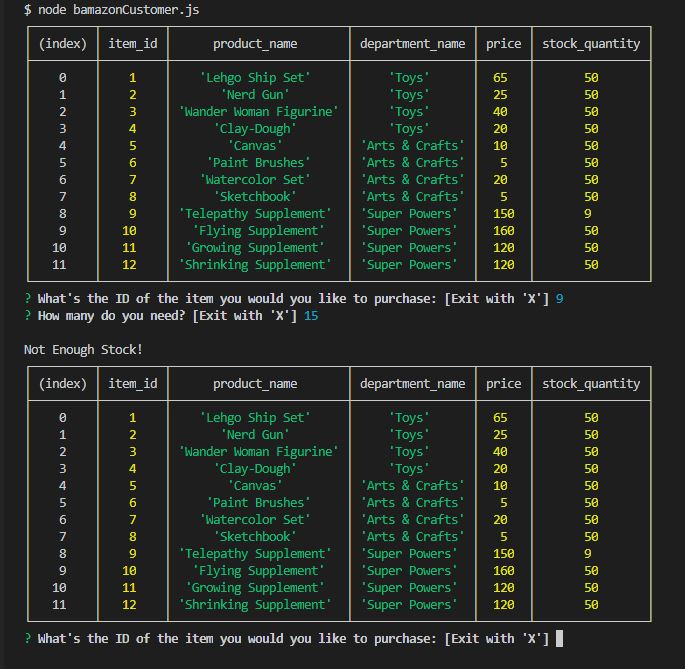 $ node bamazonCustomer.js
(index) item_id product_name department_name price stock_quantity
0 1 'Lehgo Ship Set' 'Toys' 65 50
1 2 'Nerd Gun' 'Toys' 25 50
2 3 'Wander Woman Figurine' 'Toys' 40 50
3 4 'Clay-Dough' 'Toys' 20 50
4 5 'Canvas' 'Arts & Crafts' 10 50
5 6 'Paint Brushes' 'Arts & Crafts' 5 50
6 7 'Watercolor Set' 'Arts & Crafts' 20 50
7 8 'Sketchbook' 'Arts & Crafts' 5 50
8 9 'Telepathy Supplement' 'Super Powers' 150 9
9 10 'Flying Supplement' 'Super Powers' 160 50
10 11 'Growing Supplement' 'Super Powers' 120 50
11 12 'Shrinking Supplement' 'Super Powers' 120 50
? What's the ID of the item you would you like to purchase: [Exit with 'X'] 9
? How many do you need? [Exit with 'X'] 15
Not Enough Stock!
(index) item_id product_name department_name price stock_quantity
0 1 'Lehgo Ship Set' 'Toys' 65 50
1 2 'Nerd Gun' 'Toys' 25 50
2 3 'Wander Woman Figurine' 'Toys' 40 50
3 4 'Clay-Dough' 'Toys' 20 50
4 5 'Canvas' 'Arts & Crafts' 10 50
5 6 'Paint Brushes' 'Arts & Crafts' 5 50
6 7 'Watercolor Set' 'Arts & Crafts' 20 50
7 8 'Sketchbook' 'Arts & Crafts' 5 50
8 9 'Telepathy Supplement' 'Super Powers' 150 9
9 10 'Flying Supplement' 'Super Powers' 160 50
10 11 'Growing Supplement' 'Super Powers' 120 50
11 12 'Shrinking Supplement' 'Super Powers' 120 50
? What's the ID of the item you would you like to purchase: [Exit with 'X']